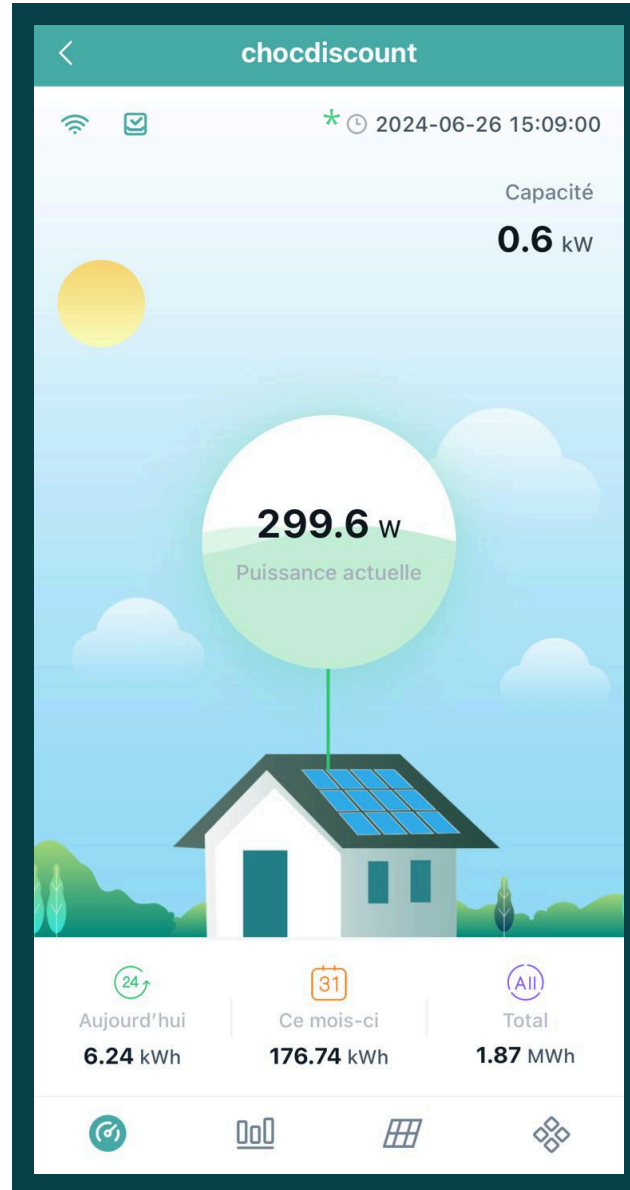 chocdiscount
* 2024-06-26 15:09:00
Capacité
0.6 kW
299.6 W
Puissance actuelle
24
31
All
Aujourd'hui
Ce mois-ci
Total
6.24 kWh
176.74 kWh
1.87 MWh